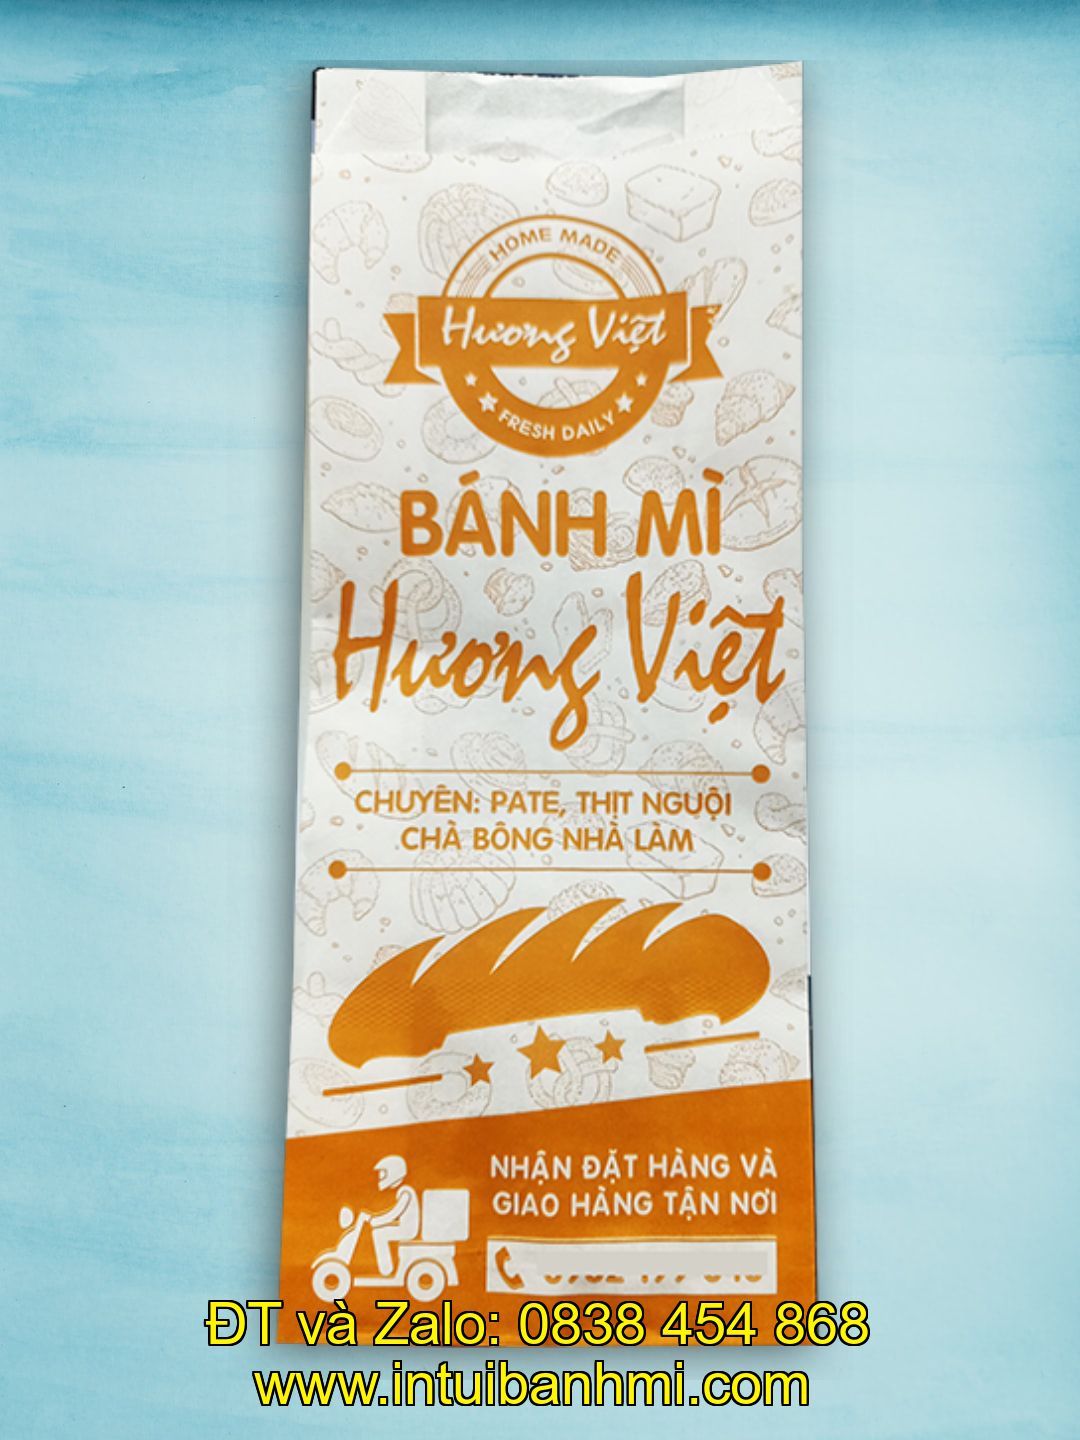 HOME MADE
Hương Việt
FRESH DAILY
BÁNH MÌ
Hương Việt
CHUYÊN: PATE, THỊT NGUỘI
CHÀ BÔNG NHÀ LÀM
NHẬN ĐẶT HÀNG VÀ
GIAO HÀNG TẬN NƠI
ĐT và Zalo: 0838 454 868
www.intuibanhmi.com